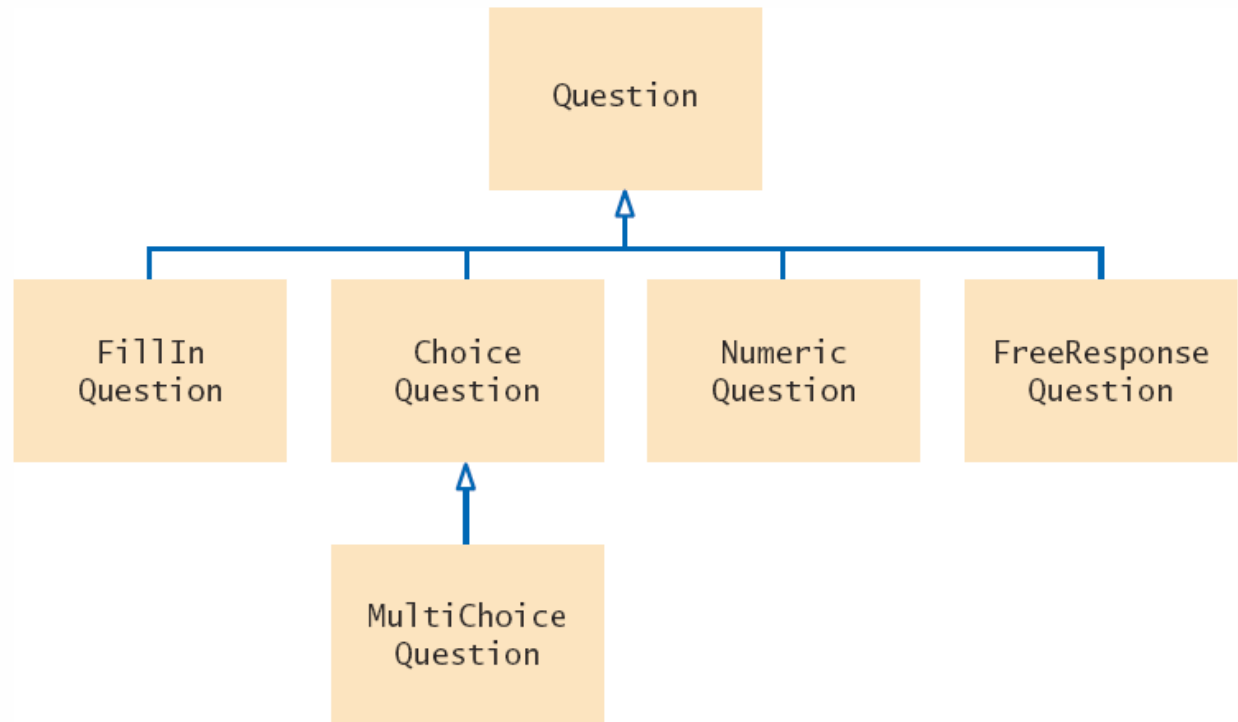 Question
FillIn
Question
Choice
Question
Numeric
Question
FreeResponse
Question
MultiChoice
Question